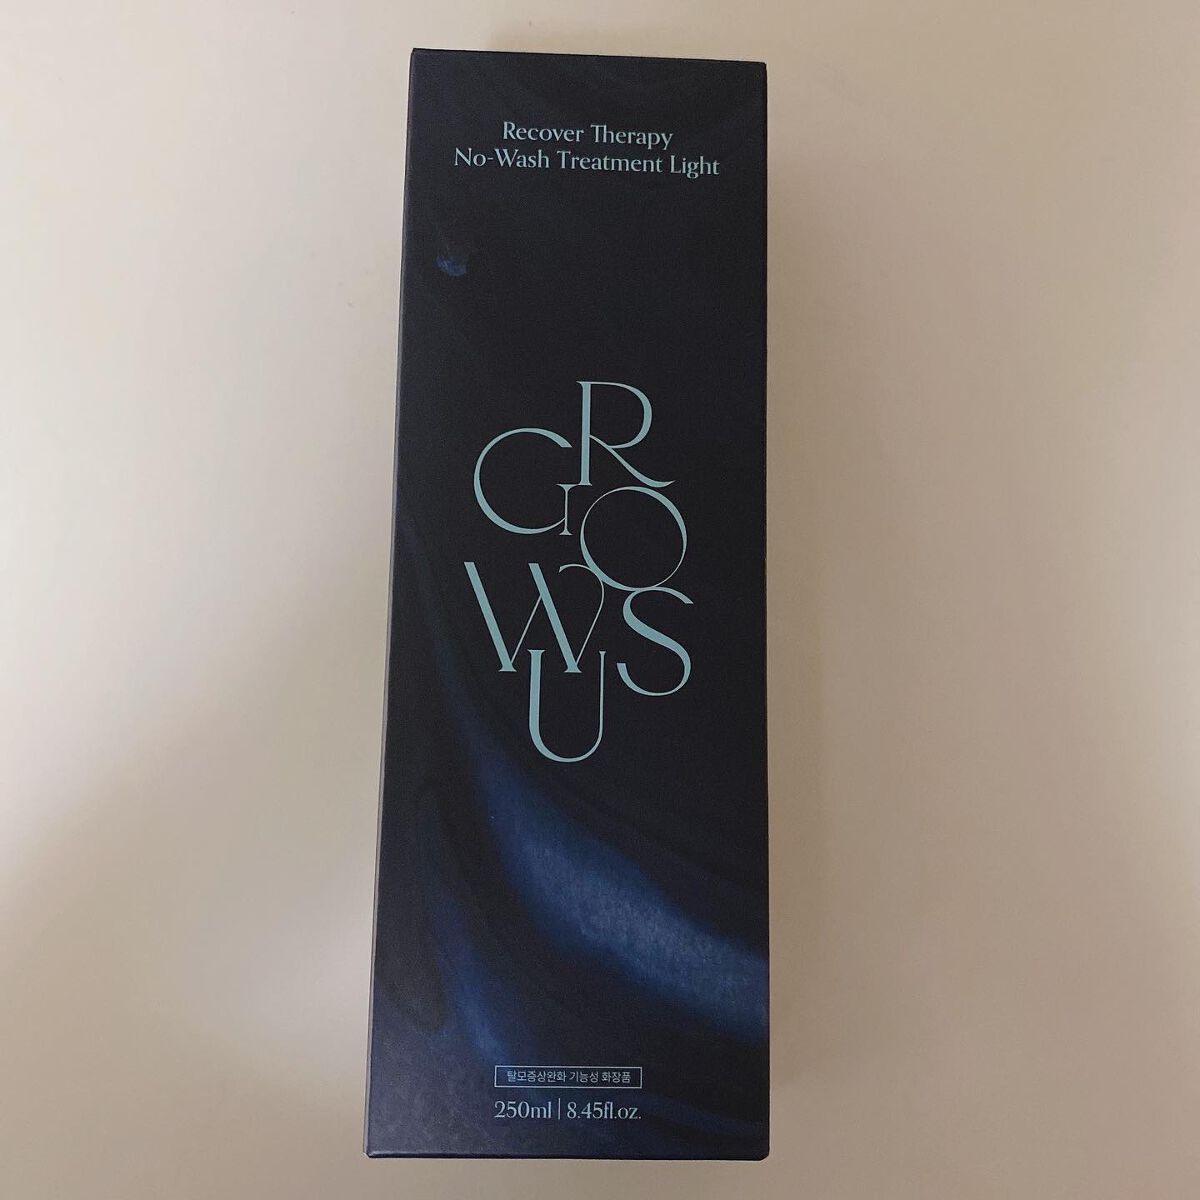 Recover Therapy
No-Wash Treatment Light
GROWUS
탈모증상완화 기능성 화장품
250ml | 8.45fl.oz.